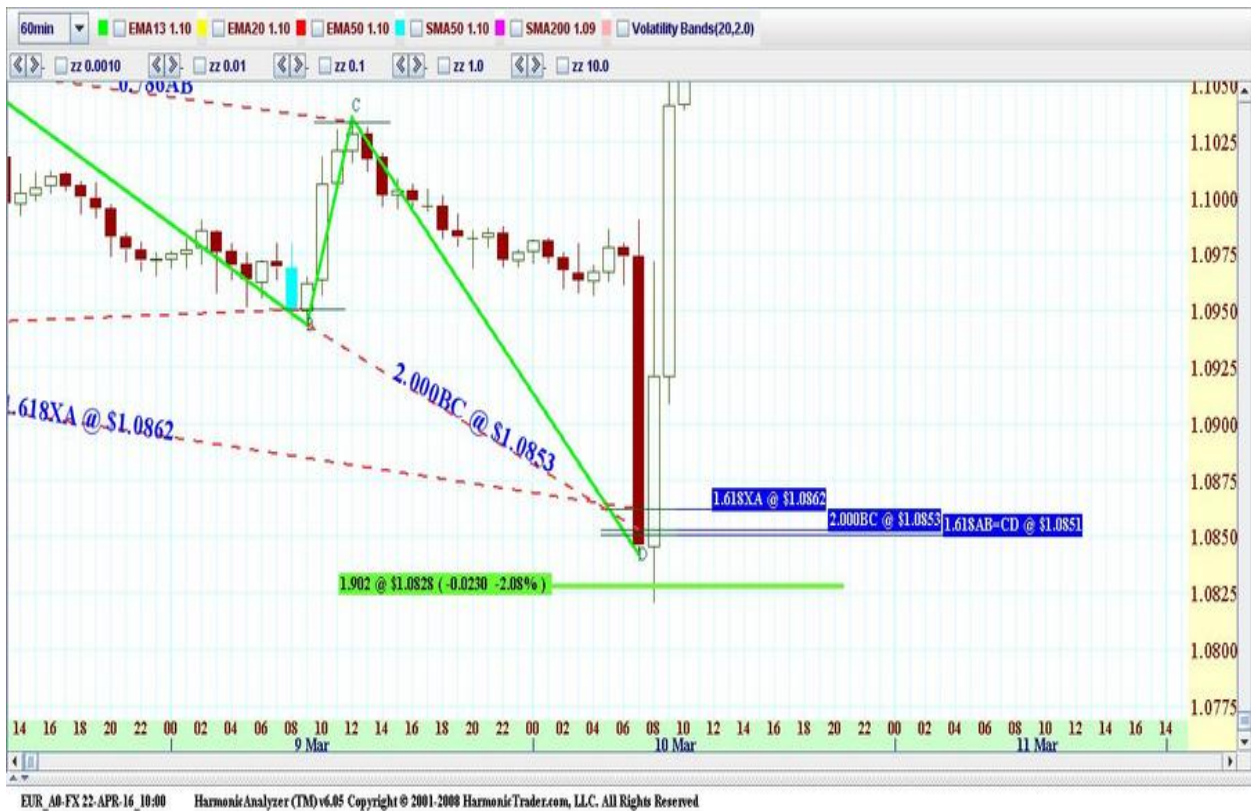 60min EMA13 1.10 EMA20 1.10 EMA50 1.10 SMA50 1.10 SMA200 1.09 Volatility Bands(20,2.0)
zz 0.0010 zz 0.01 zz 0.1 zz 1.0 zz 10.0
0.786AB
C
1.1050
1.1025
1.1000
1.0975
1.0950
1.0925
1.0900
1.0875
1.0850
1.0825
1.0800
1.0775
2.000BC @ $1.0853
1.618XA @ $1.0862
1.618XA @ $1.0862
2.000BC @ $1.0853
1.618AB=CD @ $1.0851
D
1.902 @ $1.0828 ( -0.0230 -2.08% )
14 16 18 20 22 00 02 04 06 08 10 12 14 16 18 20 22 00 02 04 06 08 10 12 14 16 18 20 22 00 02 04 06 08 10 12 14 16 14
9 Mar 10 Mar 11 Mar
EUR_A0-FX 22-APR-16_10:00 HarmonicAnalyzer (TM) v6.05 Copyright © 2001-2008 HarmonicTrader.com, LLC. All Rights Reserved